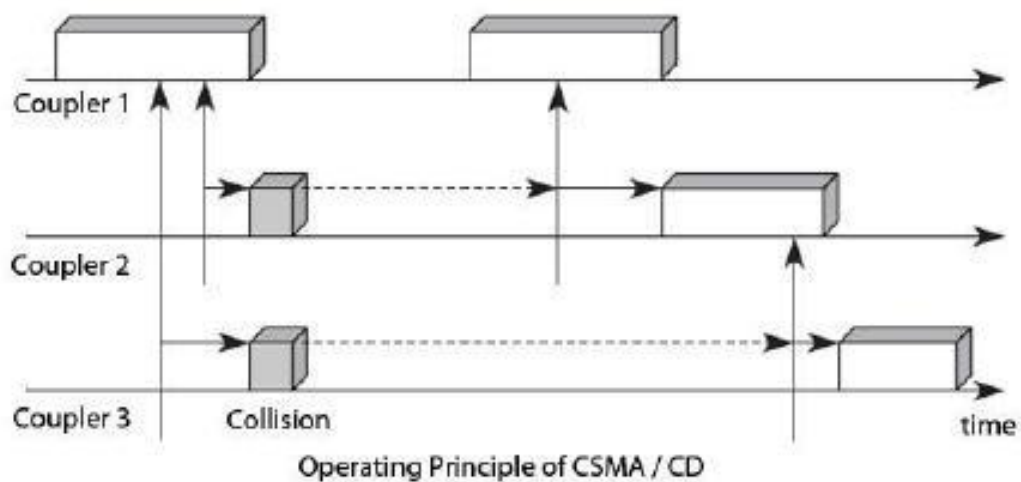 Coupler 1
Coupler 2
Coupler 3
Collision
time
Operating Principle of CSMA / CD